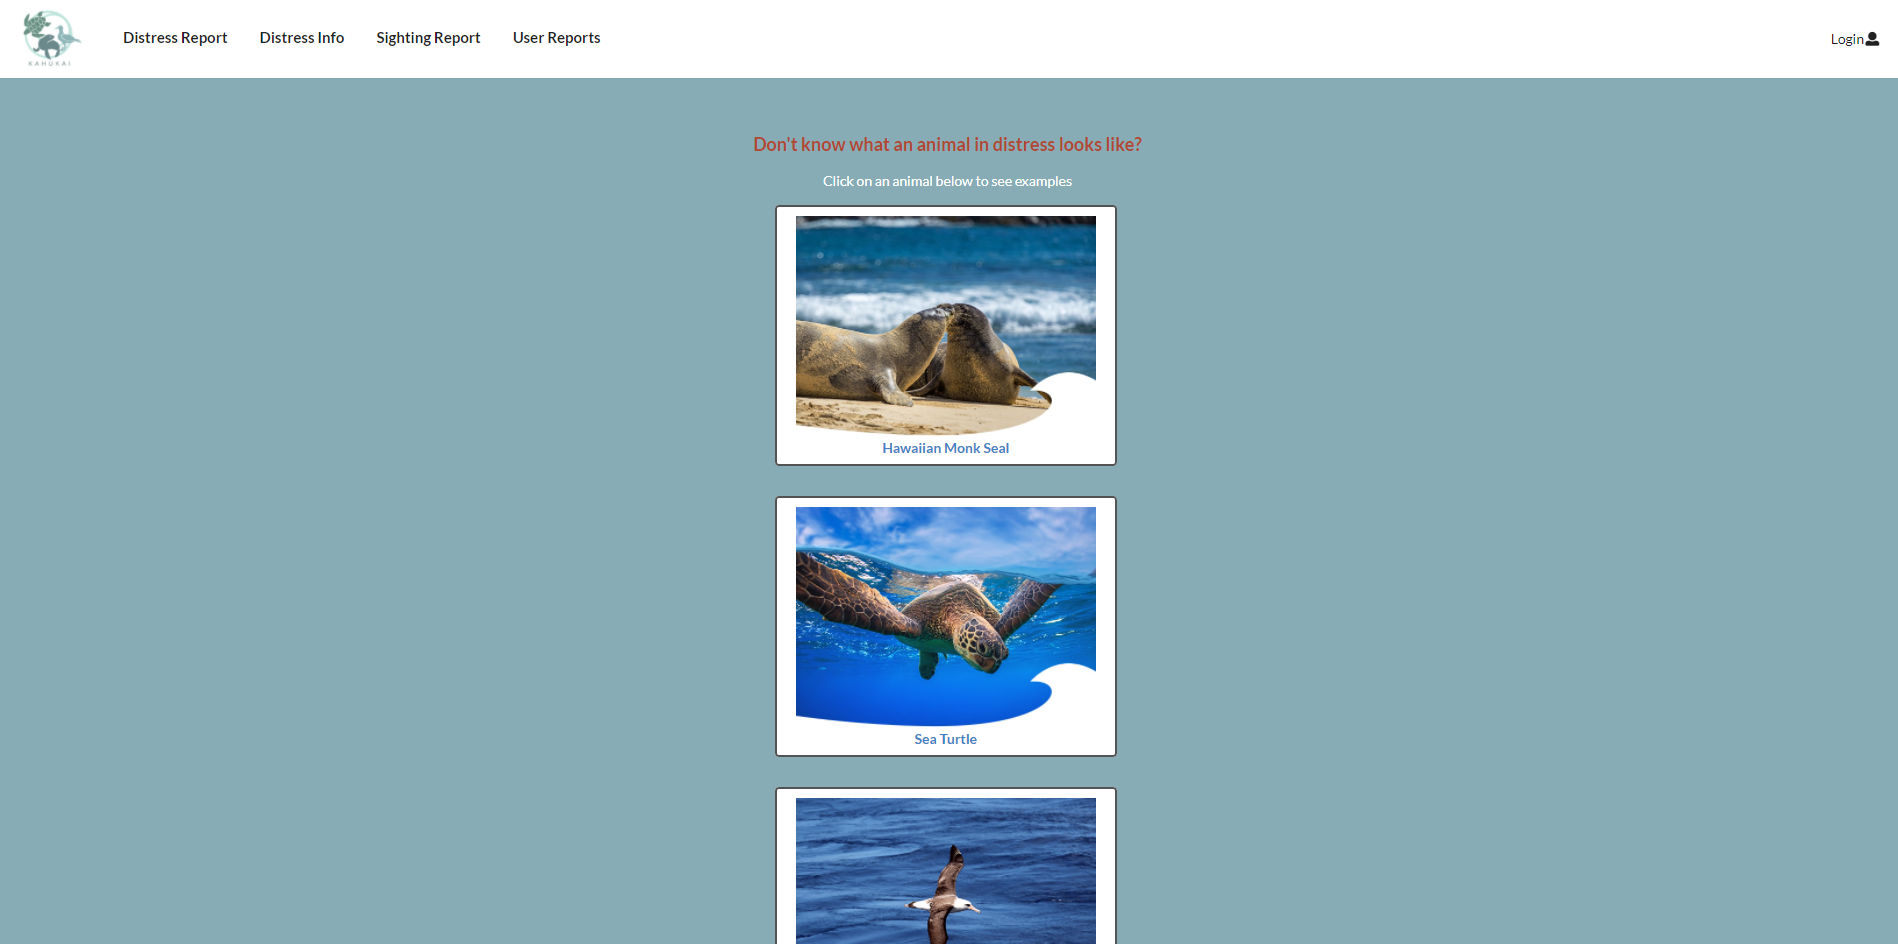 KAHUKAI
Distress Report
Distress Info
Sighting Report
User Reports
Login
Don't know what an animal in distress looks like?
Click on an animal below to see examples
Hawaiian Monk Seal
Sea Turtle